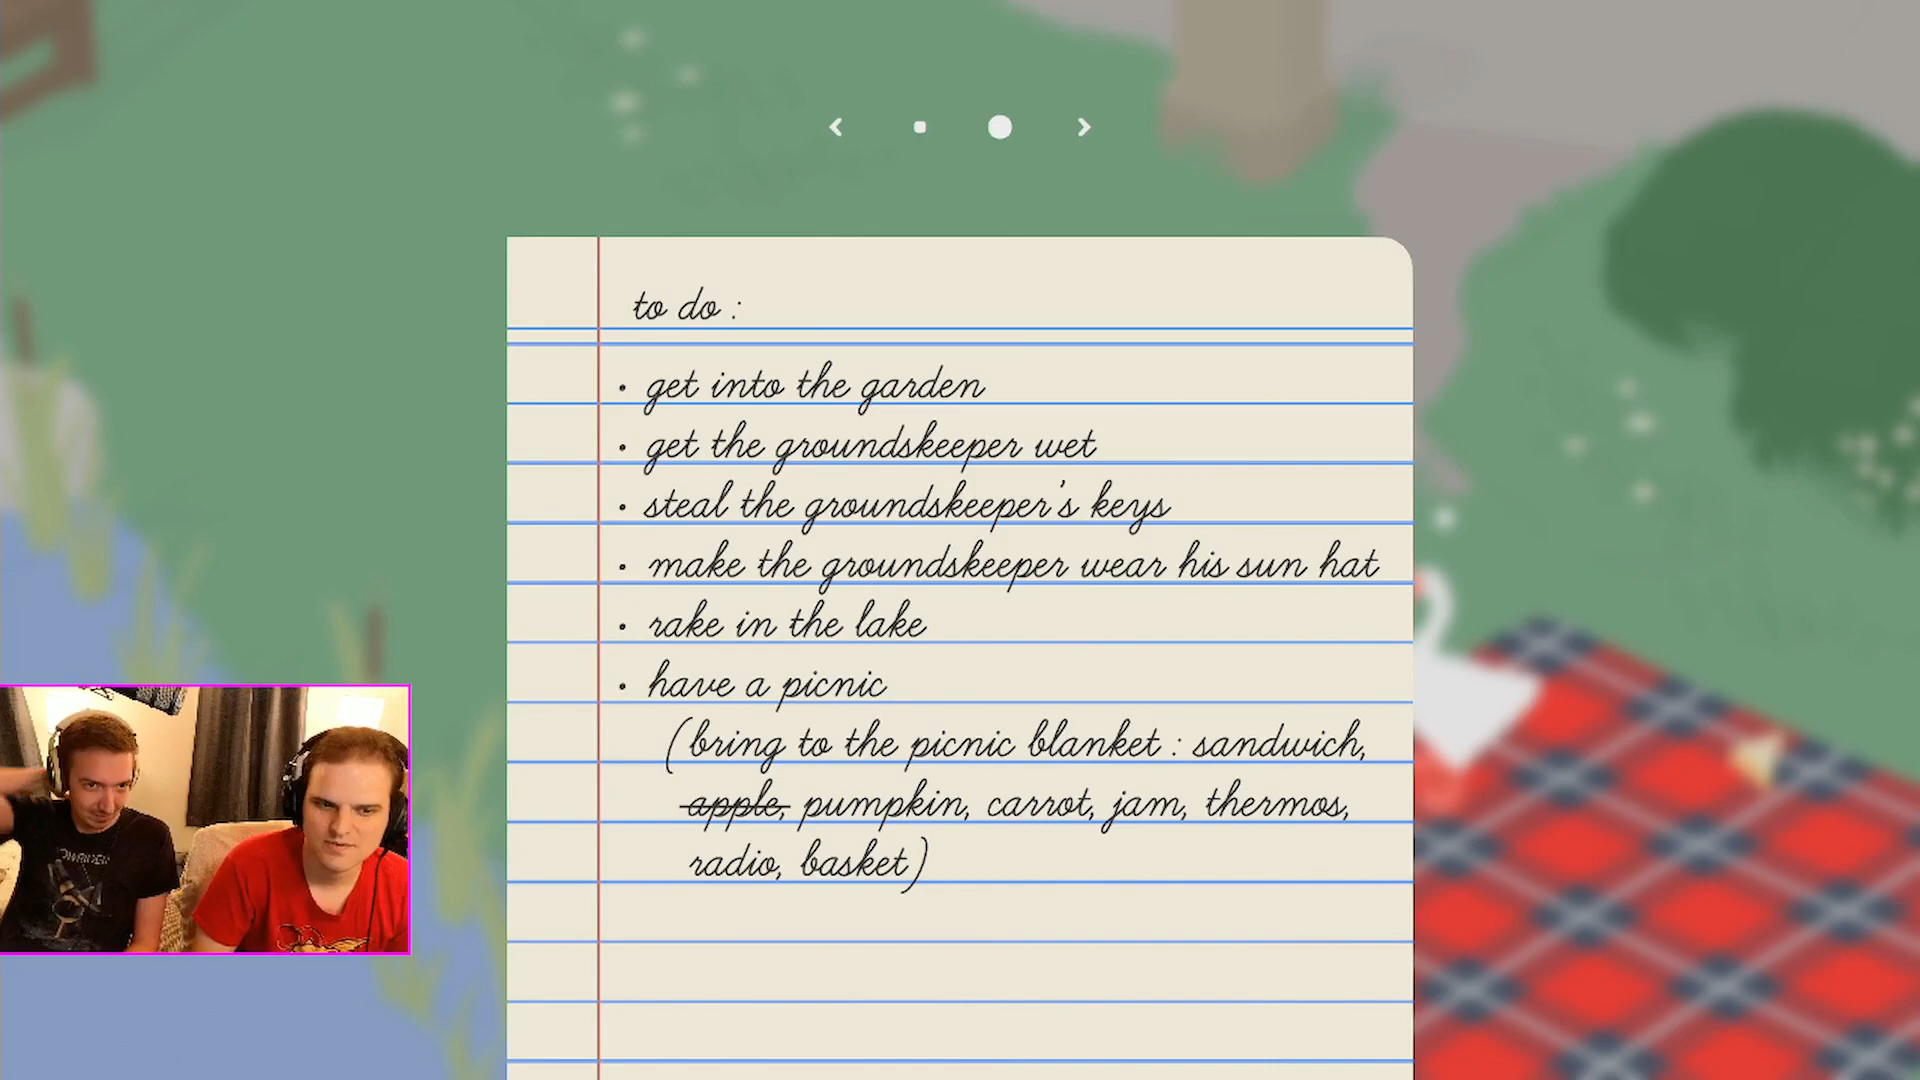 to do :
• get into the garden
• get the groundskeeper wet
• steal the groundskeeper's keys
• make the groundskeeper wear his sun hat
• rake in the lake
• have a picnic
(bring to the picnic blanket : sandwich,
apple, pumpkin, carrot, jam, thermos,
radio, basket)